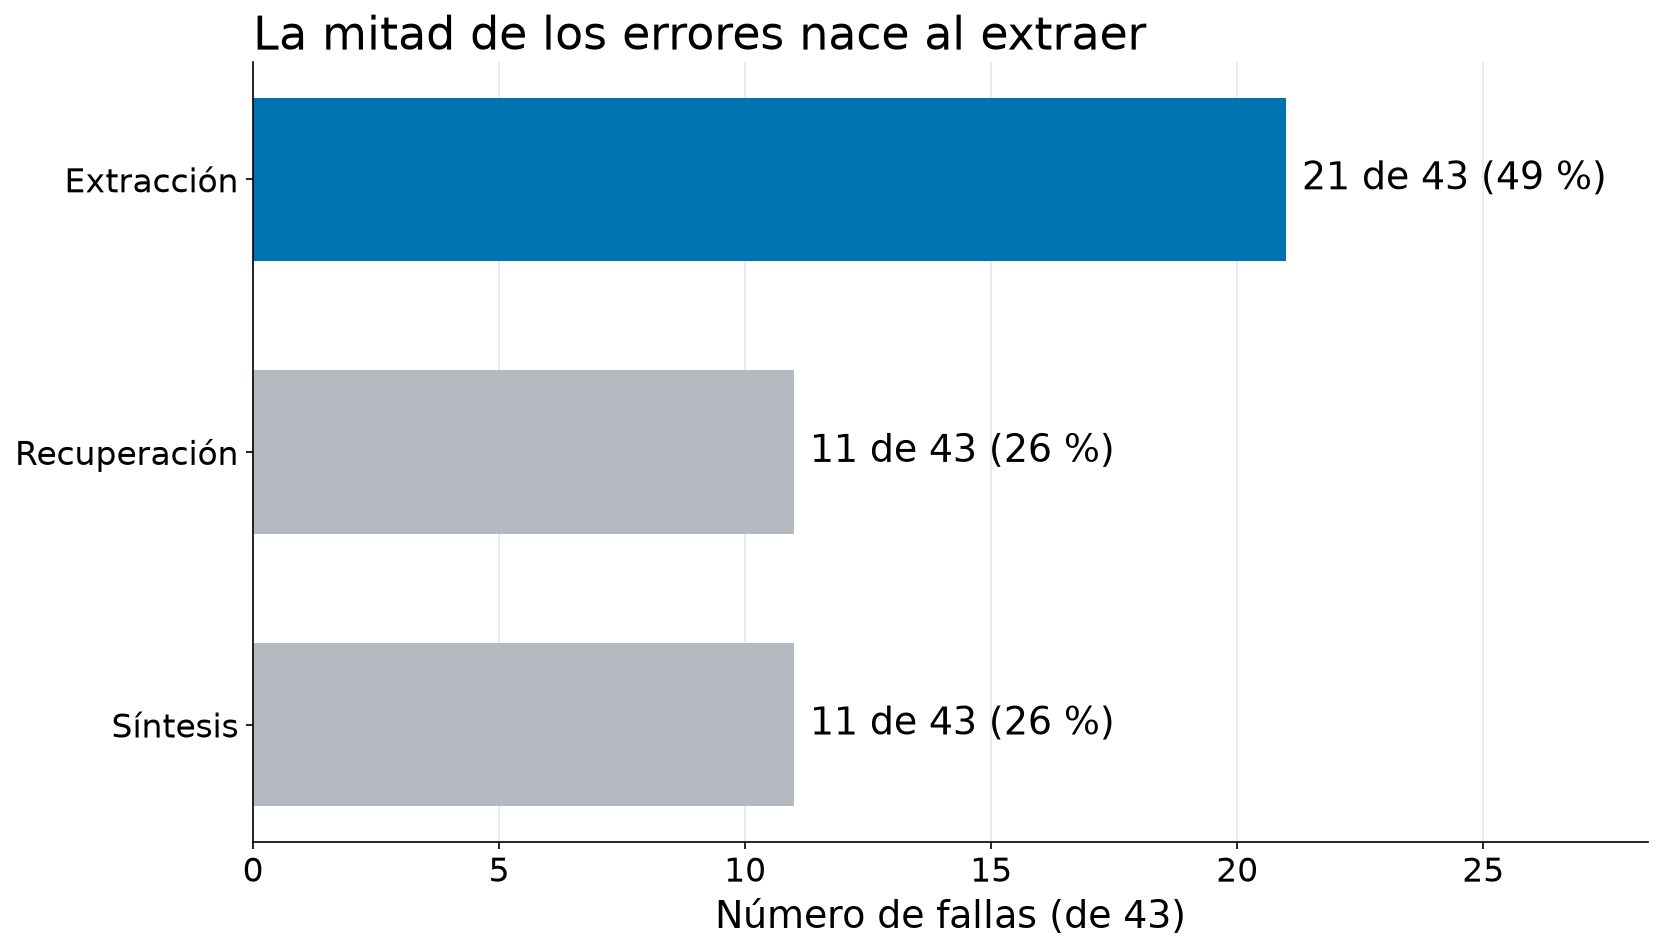 La mitad de los errores nace al extraer
Extracción
21 de 43 (49 %)
Recuperación
11 de 43 (26 %)
Síntesis
11 de 43 (26 %)
0 5 10 15 20 25
Número de fallas (de 43)